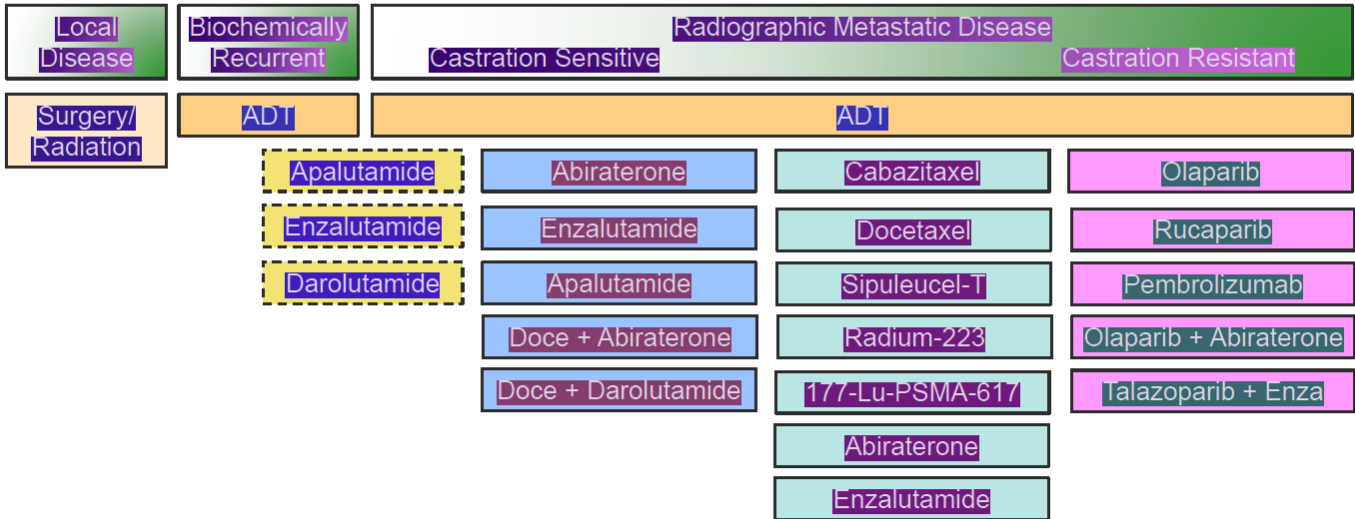 Local
Disease
Biochemically
Recurrent
Radiographic Metastatic Disease
Castration Sensitive
Castration Resistant
Surgery/
Radiation
ADT
ADT
Apalutamide
Enzalutamide
Darolutamide
Abiraterone
Enzalutamide
Apalutamide
Doce + Abiraterone
Doce + Darolutamide
Cabazitaxel
Docetaxel
Sipuleucel-T
Radium-223
177-Lu-PSMA-617
Abiraterone
Enzalutamide
Olaparib
Rucaparib
Pembrolizumab
Olaparib + Abiraterone
Talazoparib + Enza